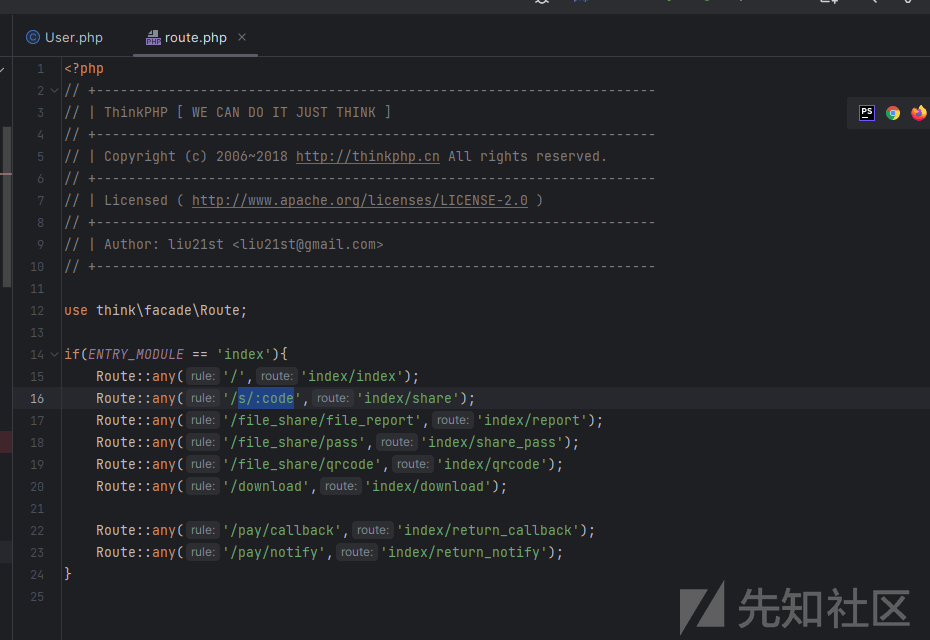 User.php route.php ×
1 <?php
2 // +----------------------------------------------------------------------
3 // | ThinkPHP [ WE CAN DO IT JUST THINK ]
4 // +----------------------------------------------------------------------
5 // | Copyright (c) 2006~2018 http://thinkphp.cn All rights reserved.
6 // +----------------------------------------------------------------------
7 // | Licensed ( http://www.apache.org/licenses/LICENSE-2.0 )
8 // +----------------------------------------------------------------------
9 // | Author: liu21st <liu21st@gmail.com>
10 // +----------------------------------------------------------------------
11
12 use think\facade\Route;
13
14 if(ENTRY_MODULE == 'index'){
15 Route::any( rule: '/', route: 'index/index');
16 Route::any( rule: '/s/:code', route: 'index/share');
17 Route::any( rule: '/file_share/file_report', route: 'index/report');
18 Route::any( rule: '/file_share/pass', route: 'index/share_pass');
19 Route::any( rule: '/file_share/qrcode', route: 'index/qrcode');
20 Route::any( rule: '/download', route: 'index/download');
21
22 Route::any( rule: '/pay/callback', route: 'index/return_callback');
23 Route::any( rule: '/pay/notify', route: 'index/return_notify');
24 }
25
先知社区